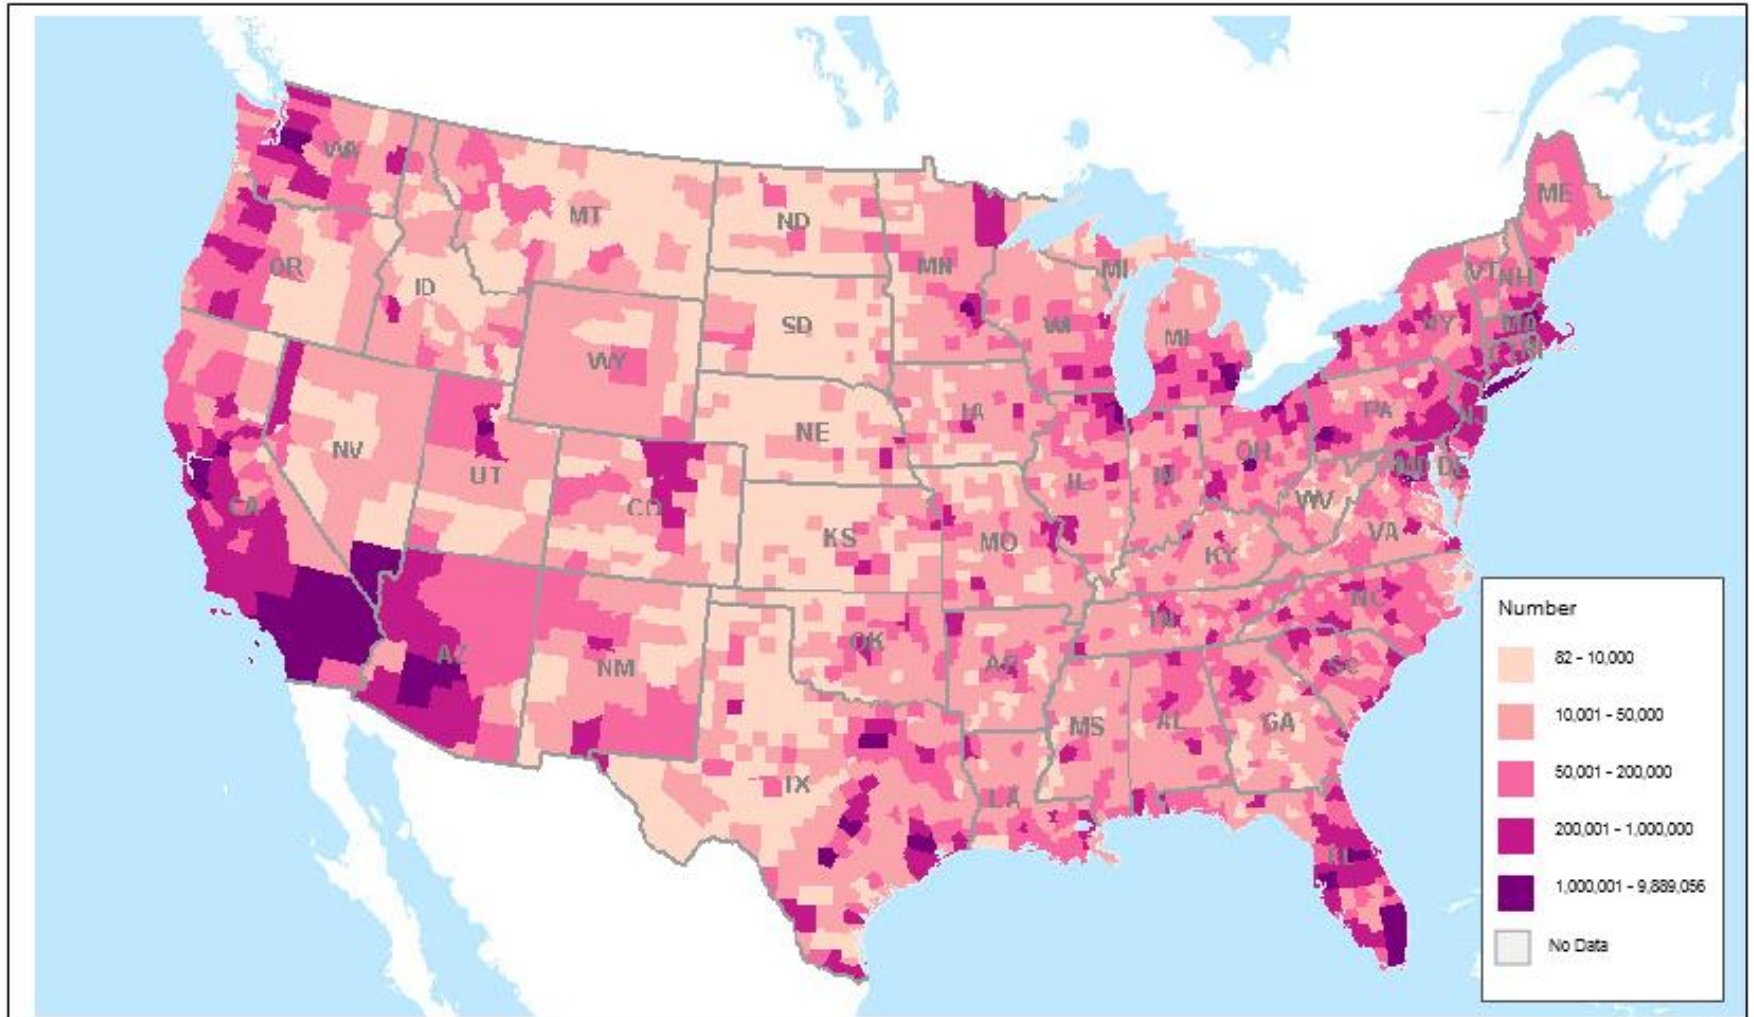 WA
ME
MT
ND
VT
NH
OR
ID
MN
MI
SD
WI
NY
MA
MI
WY
IA
PA
NJ
NE
NV
OH
UT
IL
IN
MD
DE
CA
CO
WV
KS
MO
VA
KY
NC
TN
OK
AZ
NM
AR
SC
MS
AL
GA
TX
LA
FL
Number
82 - 10,000
10,001 - 50,000
50,001 - 200,000
200,001 - 1,000,000
1,000,001 - 9,889,056
No Data